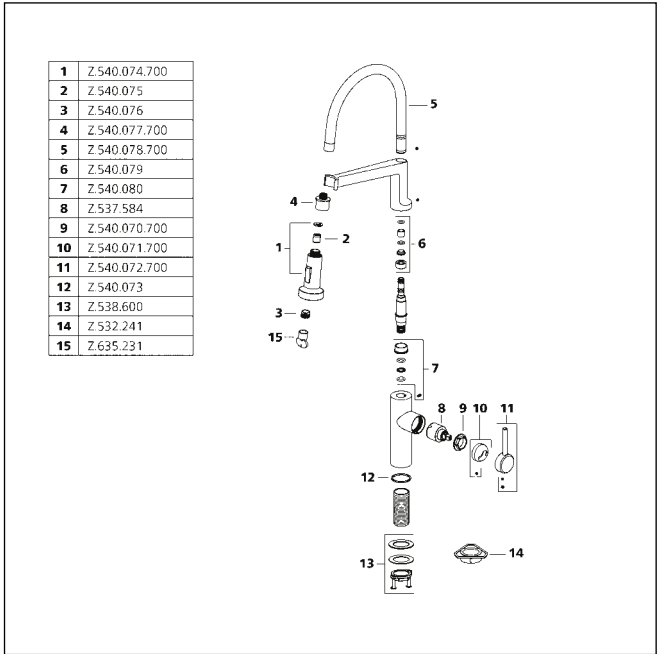 1 Z.540.074.700
2 Z.540.075
3 Z.540.076
4 Z.540.077.700
5 Z.540.078.700
6 Z.540.079
7 Z.540.080
8 Z.537.584
9 Z.540.070.700
10 Z.540.071.700
11 Z.540.072.700
12 Z.540.073
13 Z.538.600
14 Z.532.241
15 Z.635.231
5
4
1
2
6
3
15
7
8 9 10 11
12
13
14